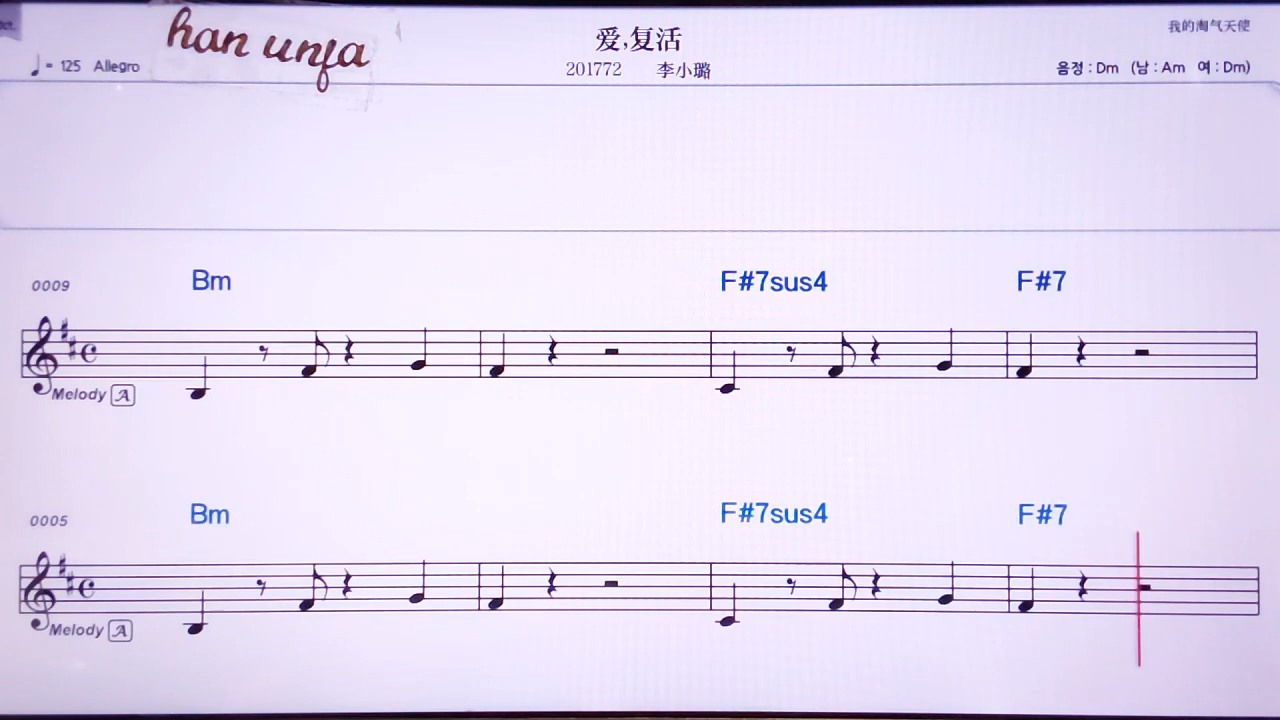 han unfa
爱,复活
我的淘气天使
♩= 125 Allegro
201772 李小璐
음정 : Dm (남 : Am 여 : Dm)
0009
Bm F#7sus4 F#7
Melody A
0005
Bm F#7sus4 F#7
Melody A